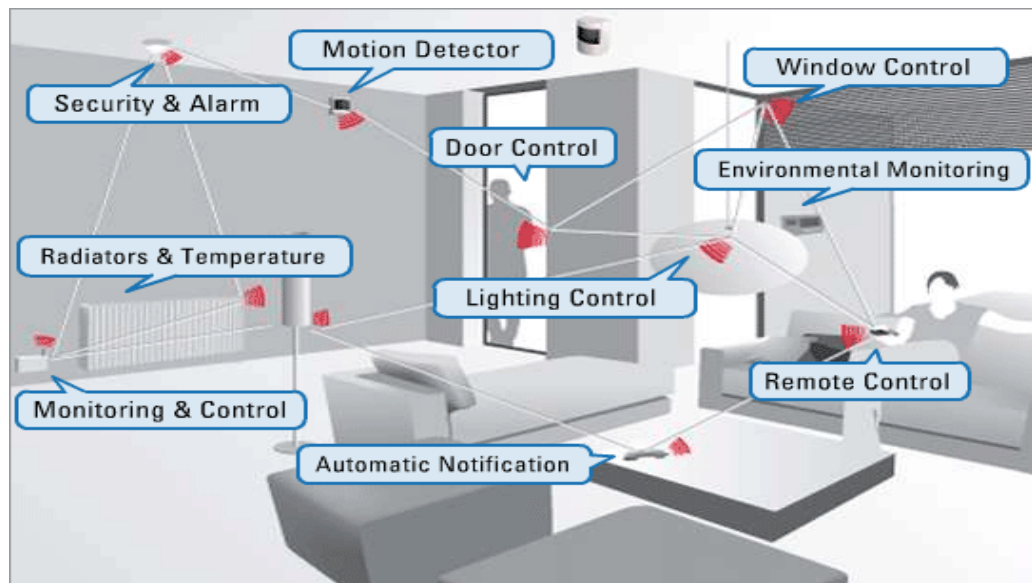 Motion Detector
Window Control
Security & Alarm
Door Control
Environmental Monitoring
Radiators & Temperature
Lighting Control
Remote Control
Monitoring & Control
Automatic Notification